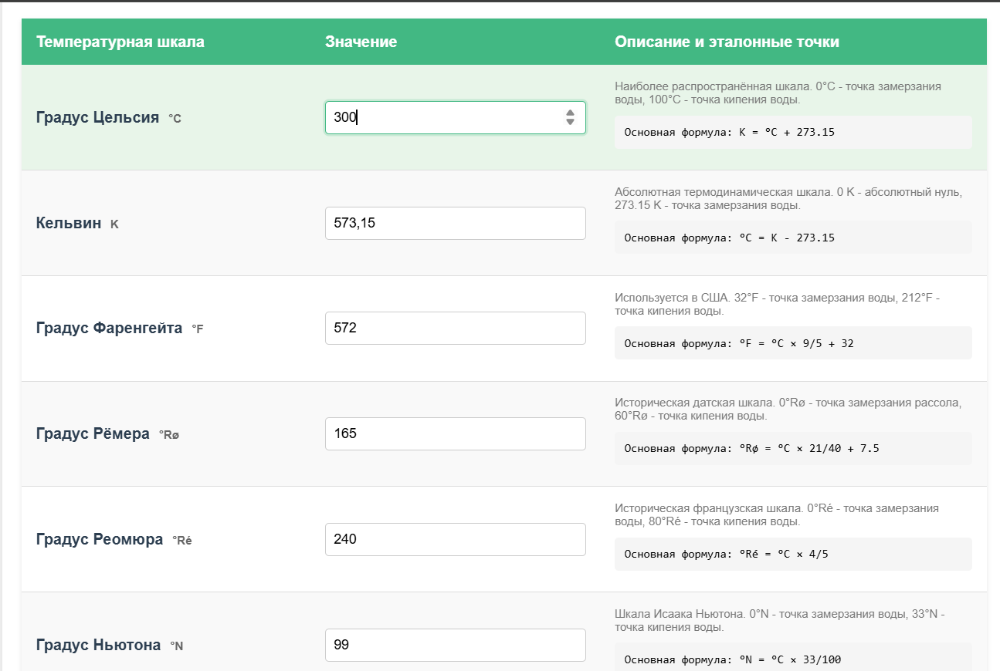 Температурная шкала Значение Описание и эталонные точки
Градус Цельсия °C
300
Наиболее распространённая шкала. 0°C - точка замерзания
воды, 100°C - точка кипения воды.
Основная формула: K = °C + 273.15
Кельвин K
573,15
Абсолютная термодинамическая шкала. 0 K - абсолютный нуль,
273.15 K - точка замерзания воды.
Основная формула: °C = K - 273.15
Градус Фаренгейта °F
572
Используется в США. 32°F - точка замерзания воды, 212°F -
точка кипения воды.
Основная формула: °F = °C × 9/5 + 32
Градус Рёмера °Rø
165
Историческая датская шкала. 0°Rø - точка замерзания рассола,
60°Rø - точка кипения воды.
Основная формула: °Rø = °C × 21/40 + 7.5
Градус Реомюра °Ré
240
Историческая французская шкала. 0°Ré - точка замерзания
воды, 80°Ré - точка кипения воды.
Основная формула: °Ré = °C × 4/5
Градус Ньютона °N
99
Шкала Исаака Ньютона. 0°N - точка замерзания воды, 33°N -
точка кипения воды.
Основная формула: °N = °C × 33/100